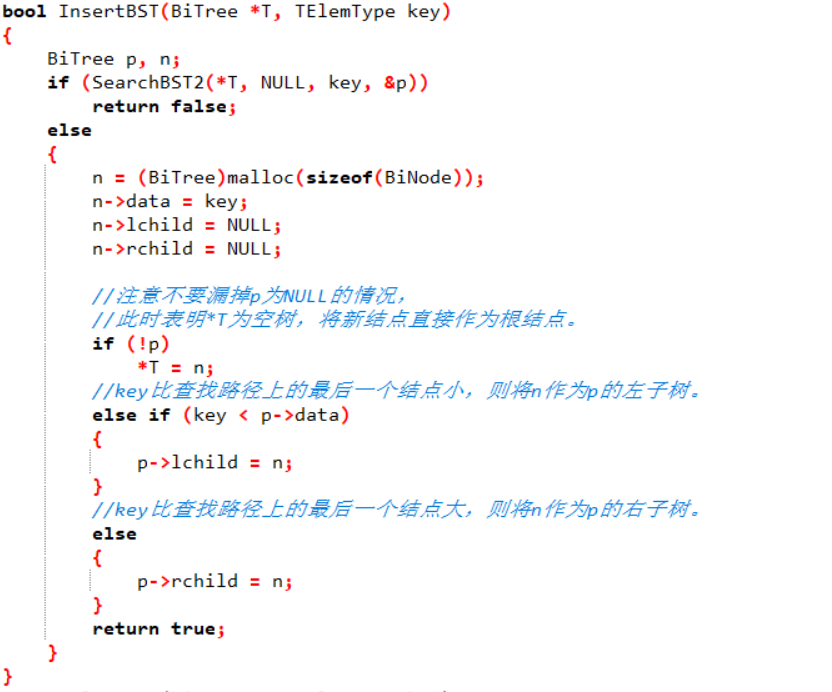 bool InsertBST(BiTree *T, TElemType key)
{
    BiTree p, n;
    if (SearchBST2(*T, NULL, key, &p))
        return false;
    else
    {
        n = (BiTree)malloc(sizeof(BiNode));
        n->data = key;
        n->lchild = NULL;
        n->rchild = NULL;

        //注意不要漏掉p为NULL的情况,
        //此时表明*T为空树，将新结点直接作为根结点。
        if (!p)
            *T = n;
        //key比查找路径上的最后一个结点小，则将n作为p的左子树。
        else if (key < p->data)
        {
            p->lchild = n;
        }
        //key比查找路径上的最后一个结点大，则将n作为p的右子树。
        else
        {
            p->rchild = n;
        }
        return true;
    }
}